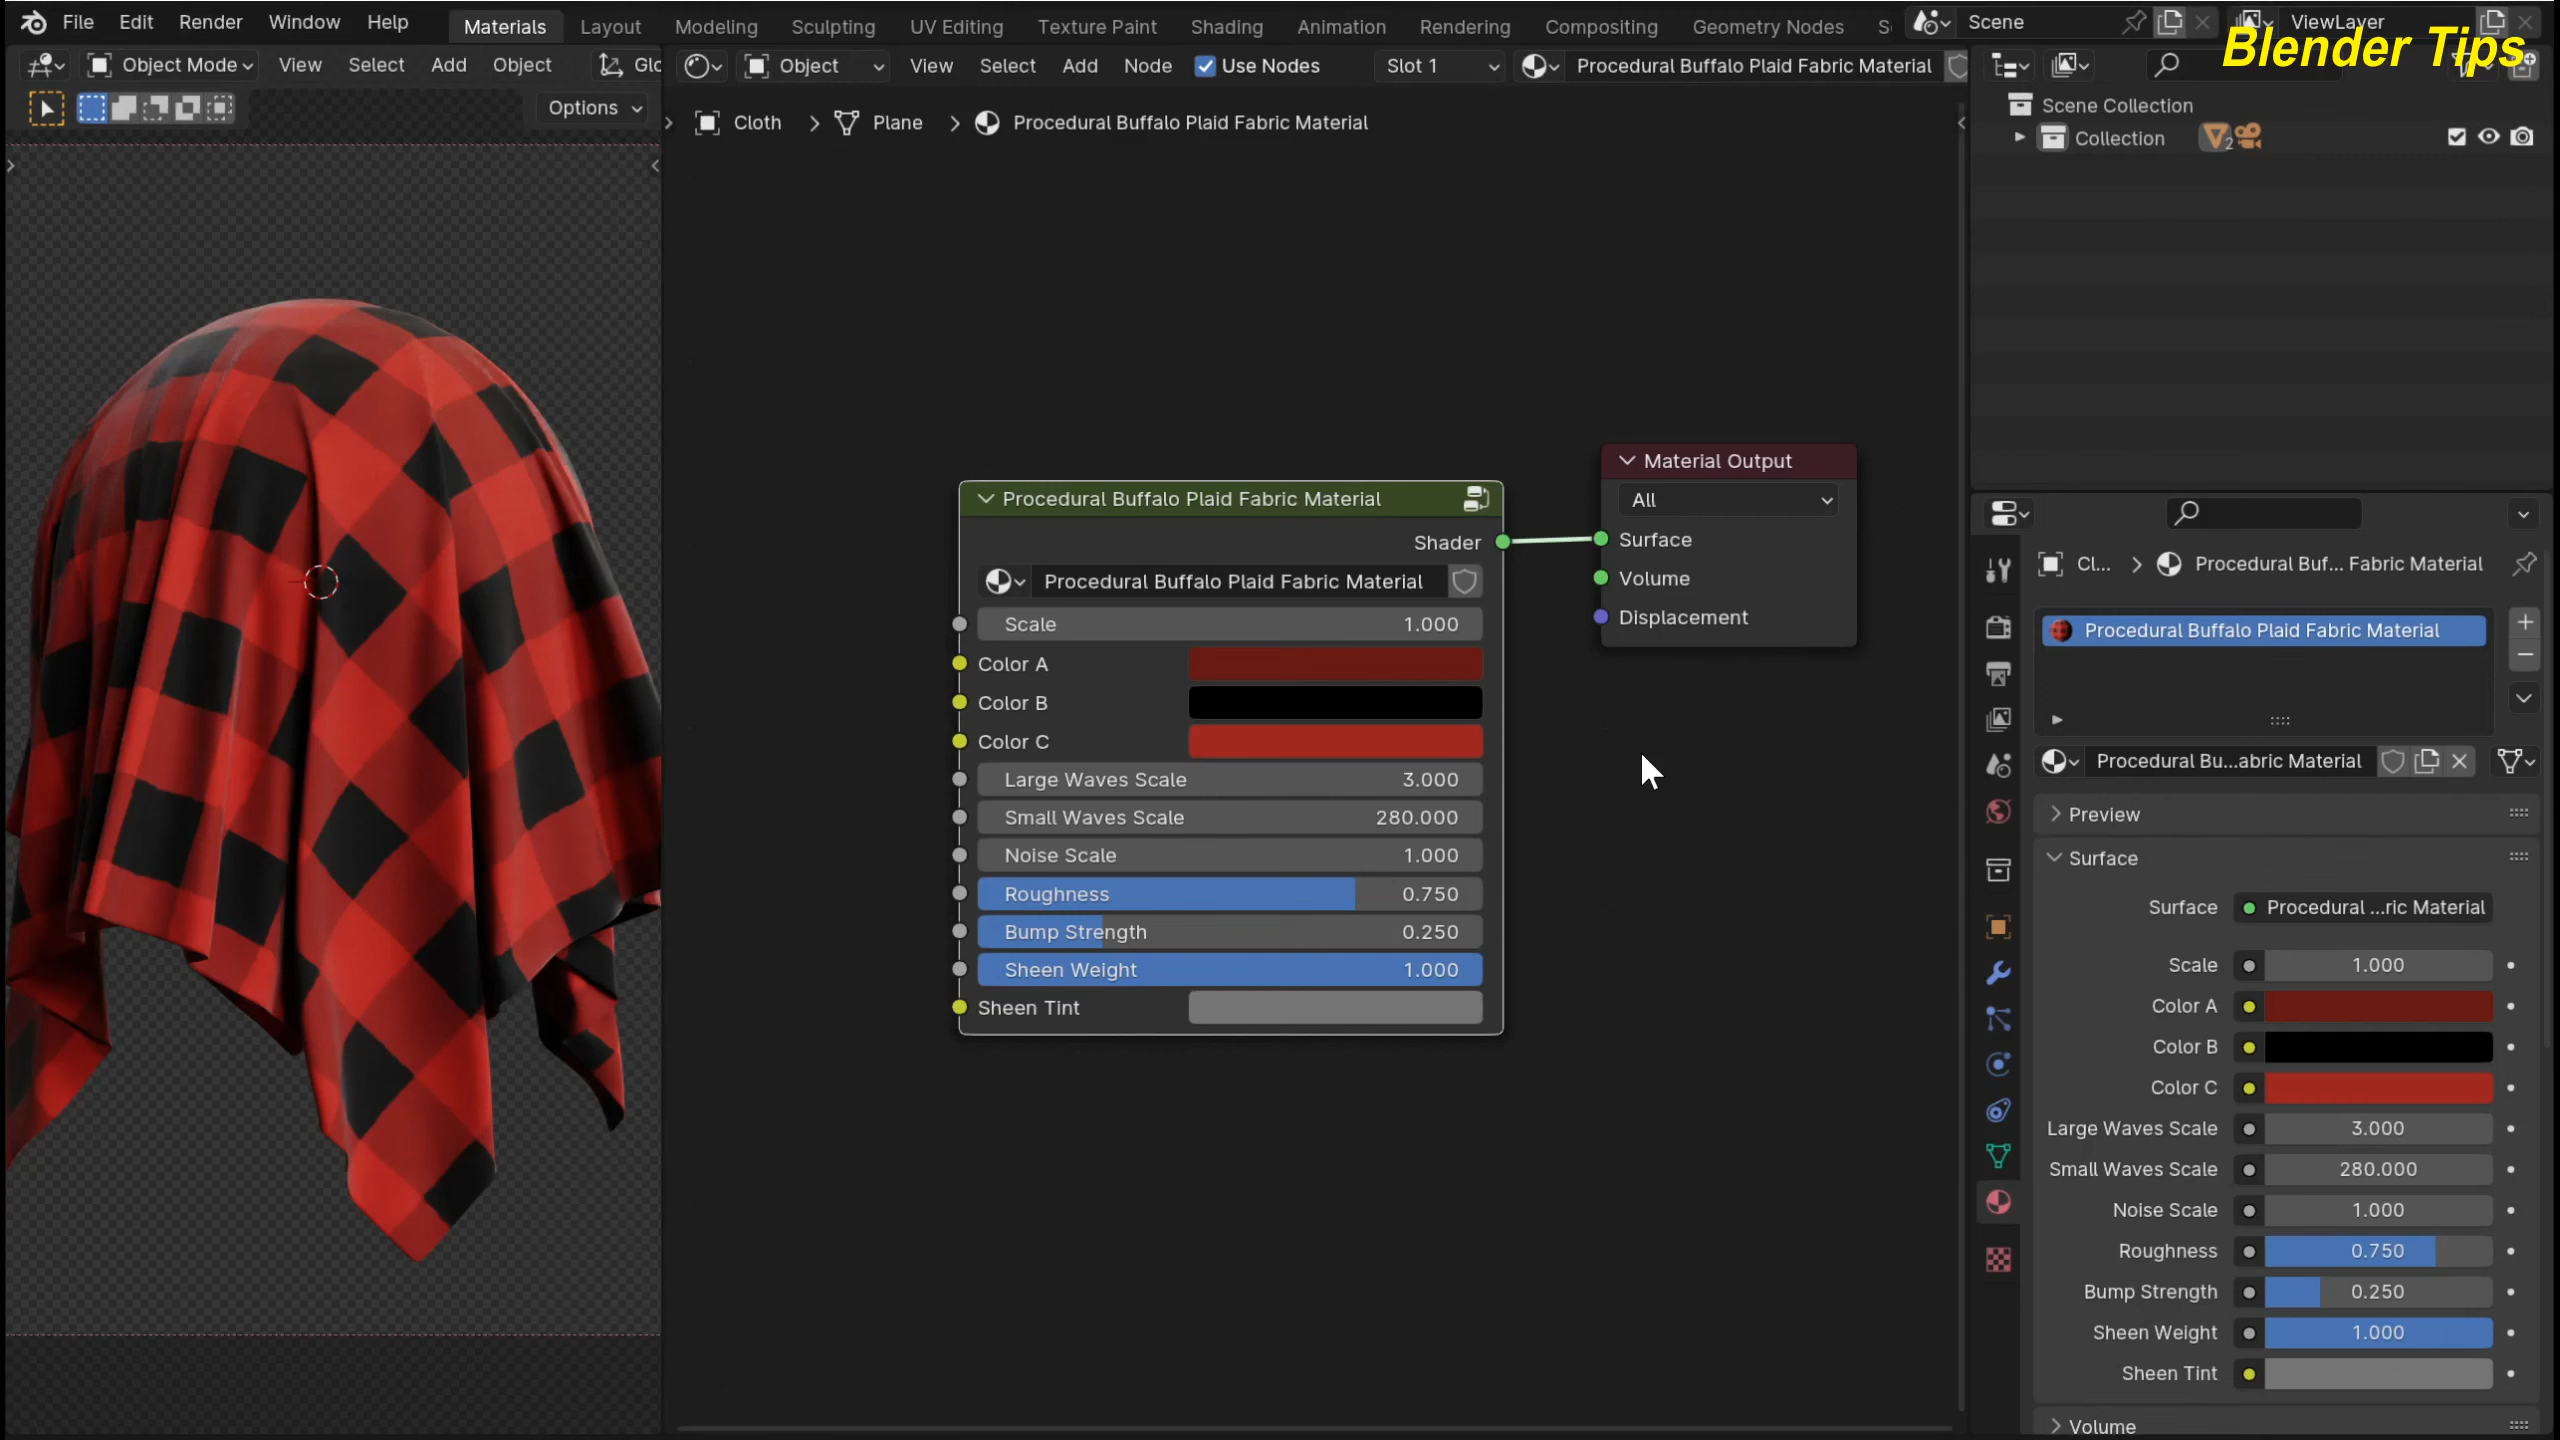 File Edit Render Window Help Materials Layout Modeling Sculpting UV Editing Texture Paint Shading Animation Rendering Compositing Geometry Nodes Scene ViewLayer
Blender Tips
Object Mode View Select Add Object Object View Select Add Node Use Nodes Slot 1 Procedural Buffalo Plaid Fabric Material
Options
Cloth Plane Procedural Buffalo Plaid Fabric Material
Scene Collection
Collection 2
Material Output
All
Surface
Volume
Displacement
Procedural Buffalo Plaid Fabric Material
Shader
Procedural Buffalo Plaid Fabric Material
Scale 1.000
Color A
Color B
Color C
Large Waves Scale 3.000
Small Waves Scale 280.000
Noise Scale 1.000
Roughness 0.750
Bump Strength 0.250
Sheen Weight 1.000
Sheen Tint
Cl... Procedural Buf... Fabric Material
Procedural Buffalo Plaid Fabric Material
Procedural Bu...abric Material
Preview
Surface
Surface Procedural ...ric Material
Scale 1.000
Color A
Color B
Color C
Large Waves Scale 3.000
Small Waves Scale 280.000
Noise Scale 1.000
Roughness 0.750
Bump Strength 0.250
Sheen Weight 1.000
Sheen Tint
Volume